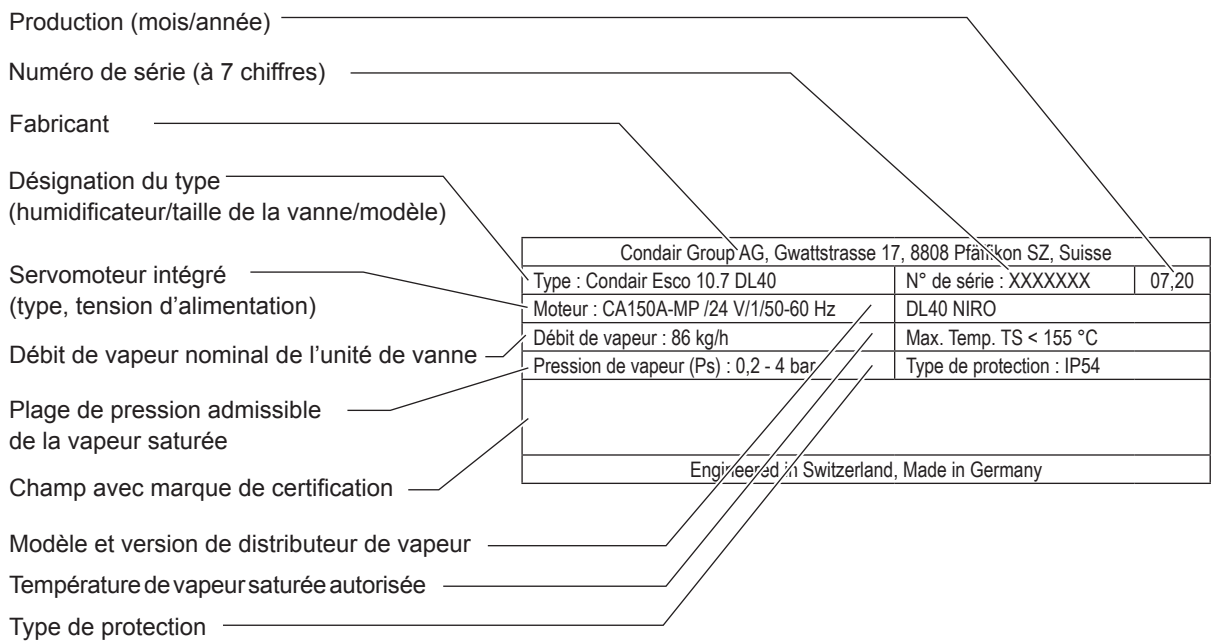 Production (mois/année)
Numéro de série (à 7 chiffres)
Fabricant
Désignation du type
(humidificateur/taille de la vanne/modèle)
Servomoteur intégré
(type, tension d’alimentation)
Débit de vapeur nominal de l’unité de vanne
Plage de pression admissible
de la vapeur saturée
Champ avec marque de certification
Modèle et version de distributeur de vapeur
Température de vapeur saturée autorisée
Type de protection
Condair Group AG, Gwattstrasse 17, 8808 Pfäffikon SZ, Suisse
Type : Condair Esco 10.7 DL40 N° de série : XXXXXXX 07,20
Moteur : CA150A-MP /24 V/1/50-60 Hz DL40 NIRO
Débit de vapeur : 86 kg/h Max. Temp. TS < 155 °C
Pression de vapeur (Ps) : 0,2 - 4 bar Type de protection : IP54
Engineered in Switzerland, Made in Germany